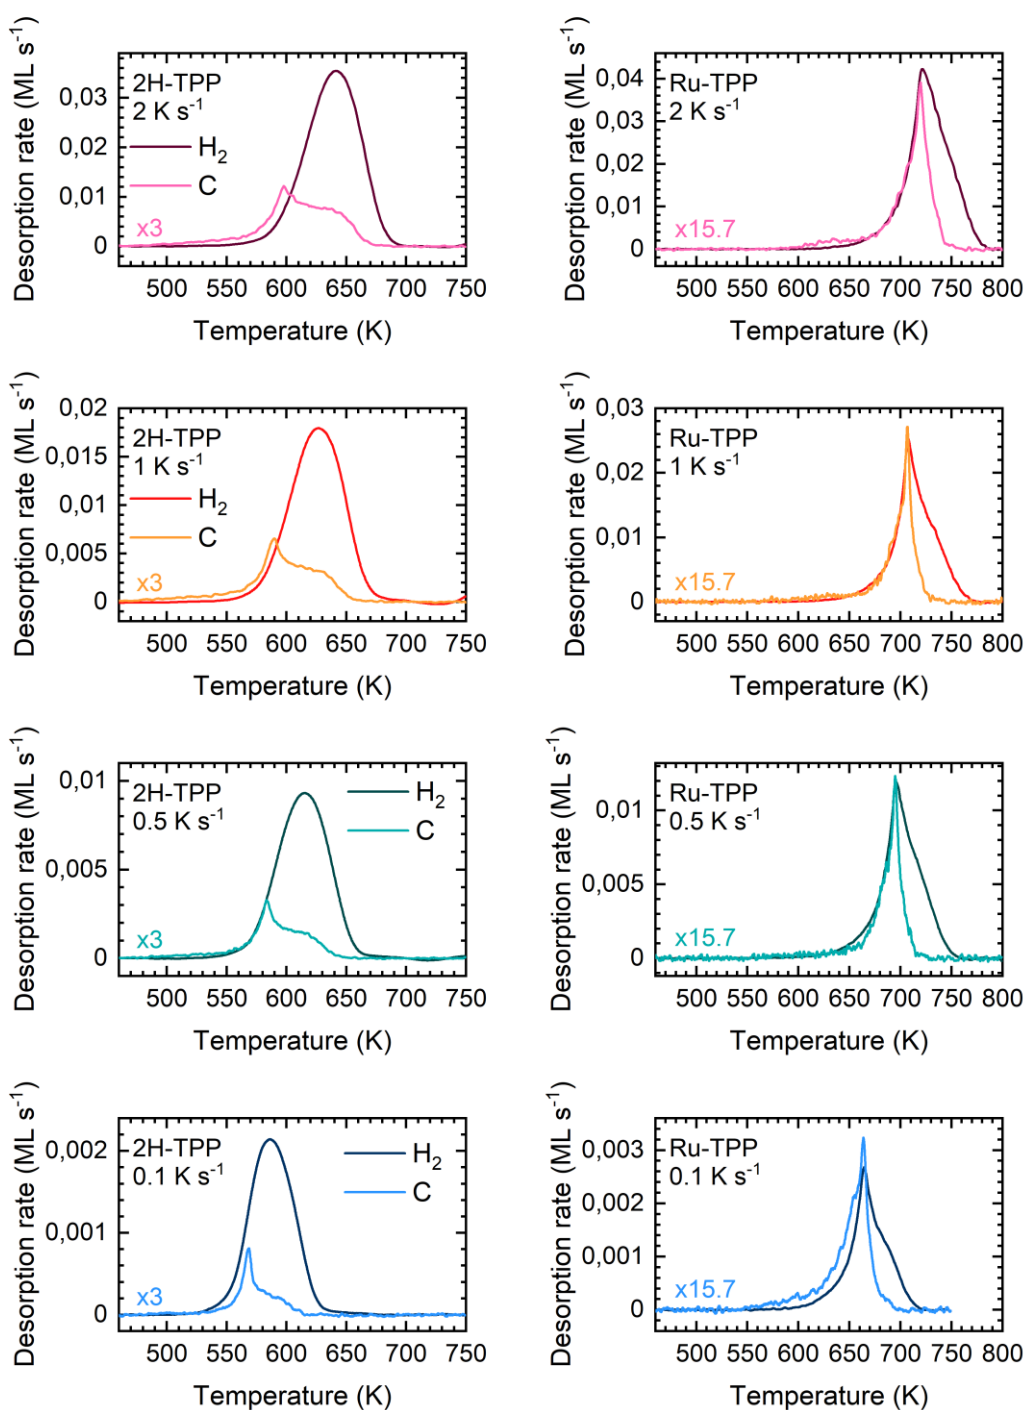 Desorption rate (ML s⁻¹)
0,03
0,02
0,01
0
2H-TPP
2 K s⁻¹
H₂
C
x3
500 550 600 650 700 750
Temperature (K)
Desorption rate (ML s⁻¹)
0,04
0,03
0,02
0,01
0
Ru-TPP
2 K s⁻¹
x15.7
500 550 600 650 700 750 800
Temperature (K)
Desorption rate (ML s⁻¹)
0,02
0,015
0,01
0,005
0
2H-TPP
1 K s⁻¹
H₂
C
x3
500 550 600 650 700 750
Temperature (K)
Desorption rate (ML s⁻¹)
0,03
0,02
0,01
0
Ru-TPP
1 K s⁻¹
x15.7
500 550 600 650 700 750 800
Temperature (K)
Desorption rate (ML s⁻¹)
0,01
0,005
0
2H-TPP
0.5 K s⁻¹
H₂
C
x3
500 550 600 650 700 750
Temperature (K)
Desorption rate (ML s⁻¹)
0,01
0,005
0
Ru-TPP
0.5 K s⁻¹
x15.7
500 550 600 650 700 750 800
Temperature (K)
Desorption rate (ML s⁻¹)
0,002
0,001
0
2H-TPP
0.1 K s⁻¹
H₂
C
x3
500 550 600 650 700 750
Temperature (K)
Desorption rate (ML s⁻¹)
0,003
0,002
0,001
0
Ru-TPP
0.1 K s⁻¹
x15.7
500 550 600 650 700 750 800
Temperature (K)